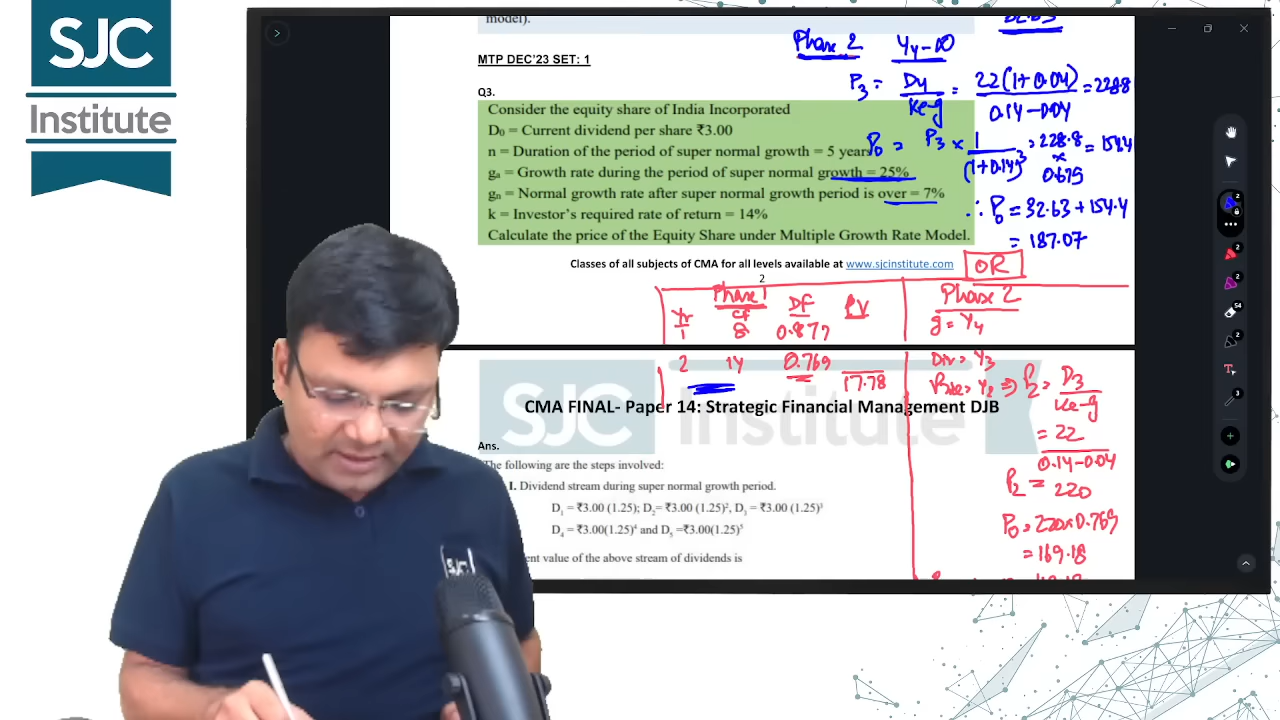 SJC
Institute
model).
MTP DEC'23 SET: 1
Q3.
Consider the equity share of India Incorporated
D₀ = Current dividend per share ₹3.00
n = Duration of the period of super normal growth = 5 years
gₐ = Growth rate during the period of super normal growth = 25%
gₙ = Normal growth rate after super normal growth period is over = 7%
k = Investor's required rate of return = 14%
Calculate the price of the Equity Share under Multiple Growth Rate Model.
Phase 2 Y4-∞
P3 = D4/Ke-g = 22(1+0.04)/0.14-0.04 = 228.8
P0 = P3 × 1/(1+0.14)³ = 228.8 × 0.675 = 154.4
∴ P0 = 32.63 + 154.4
= 187.07
Classes of all subjects of CMA for all levels available at www.sjcinstitute.com
OR
2
Phase 1
Yr CF DF PV
1 8 0.877
2 14 0.769
17.78
Phase 2
g = Y4
Div = Y3
Y2 ⇒ P2 = D3/Ke-g
= 22/0.14-0.04
P2 = 220
P0 = 220×0.769
= 169.18
SJC Institute
CMA FINAL- Paper 14: Strategic Financial Management DJB
Ans.
The following are the steps involved:
1. Dividend stream during super normal growth period.
D₁ = ₹3.00 (1.25); D₂= ₹3.00 (1.25)², D₃ = ₹3.00 (1.25)³
D₄ = ₹3.00(1.25)⁴ and D₅ =₹3.00(1.25)⁵
value of the above stream of dividends is
SJC